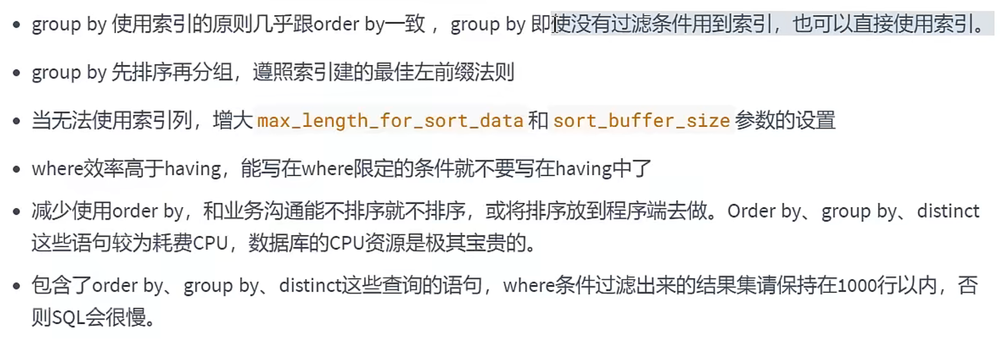 • group by 使用索引的原则几乎跟order by一致 ，group by 即使没有过滤条件用到索引，也可以直接使用索引。
• group by 先排序再分组，遵照索引建的最佳左前缀法则
• 当无法使用索引列，增大 max_length_for_sort_data 和 sort_buffer_size 参数的设置
• where效率高于having，能写在where限定的条件就不要写在having中了
• 减少使用order by，和业务沟通能不排序就不排序，或将排序放到程序端去做。Order by、group by、distinct
这些语句较为耗费CPU，数据库的CPU资源是极其宝贵的。
• 包含了order by、group by、distinct这些查询的语句，where条件过滤出来的结果集请保持在1000行以内，否
则SQL会很慢。